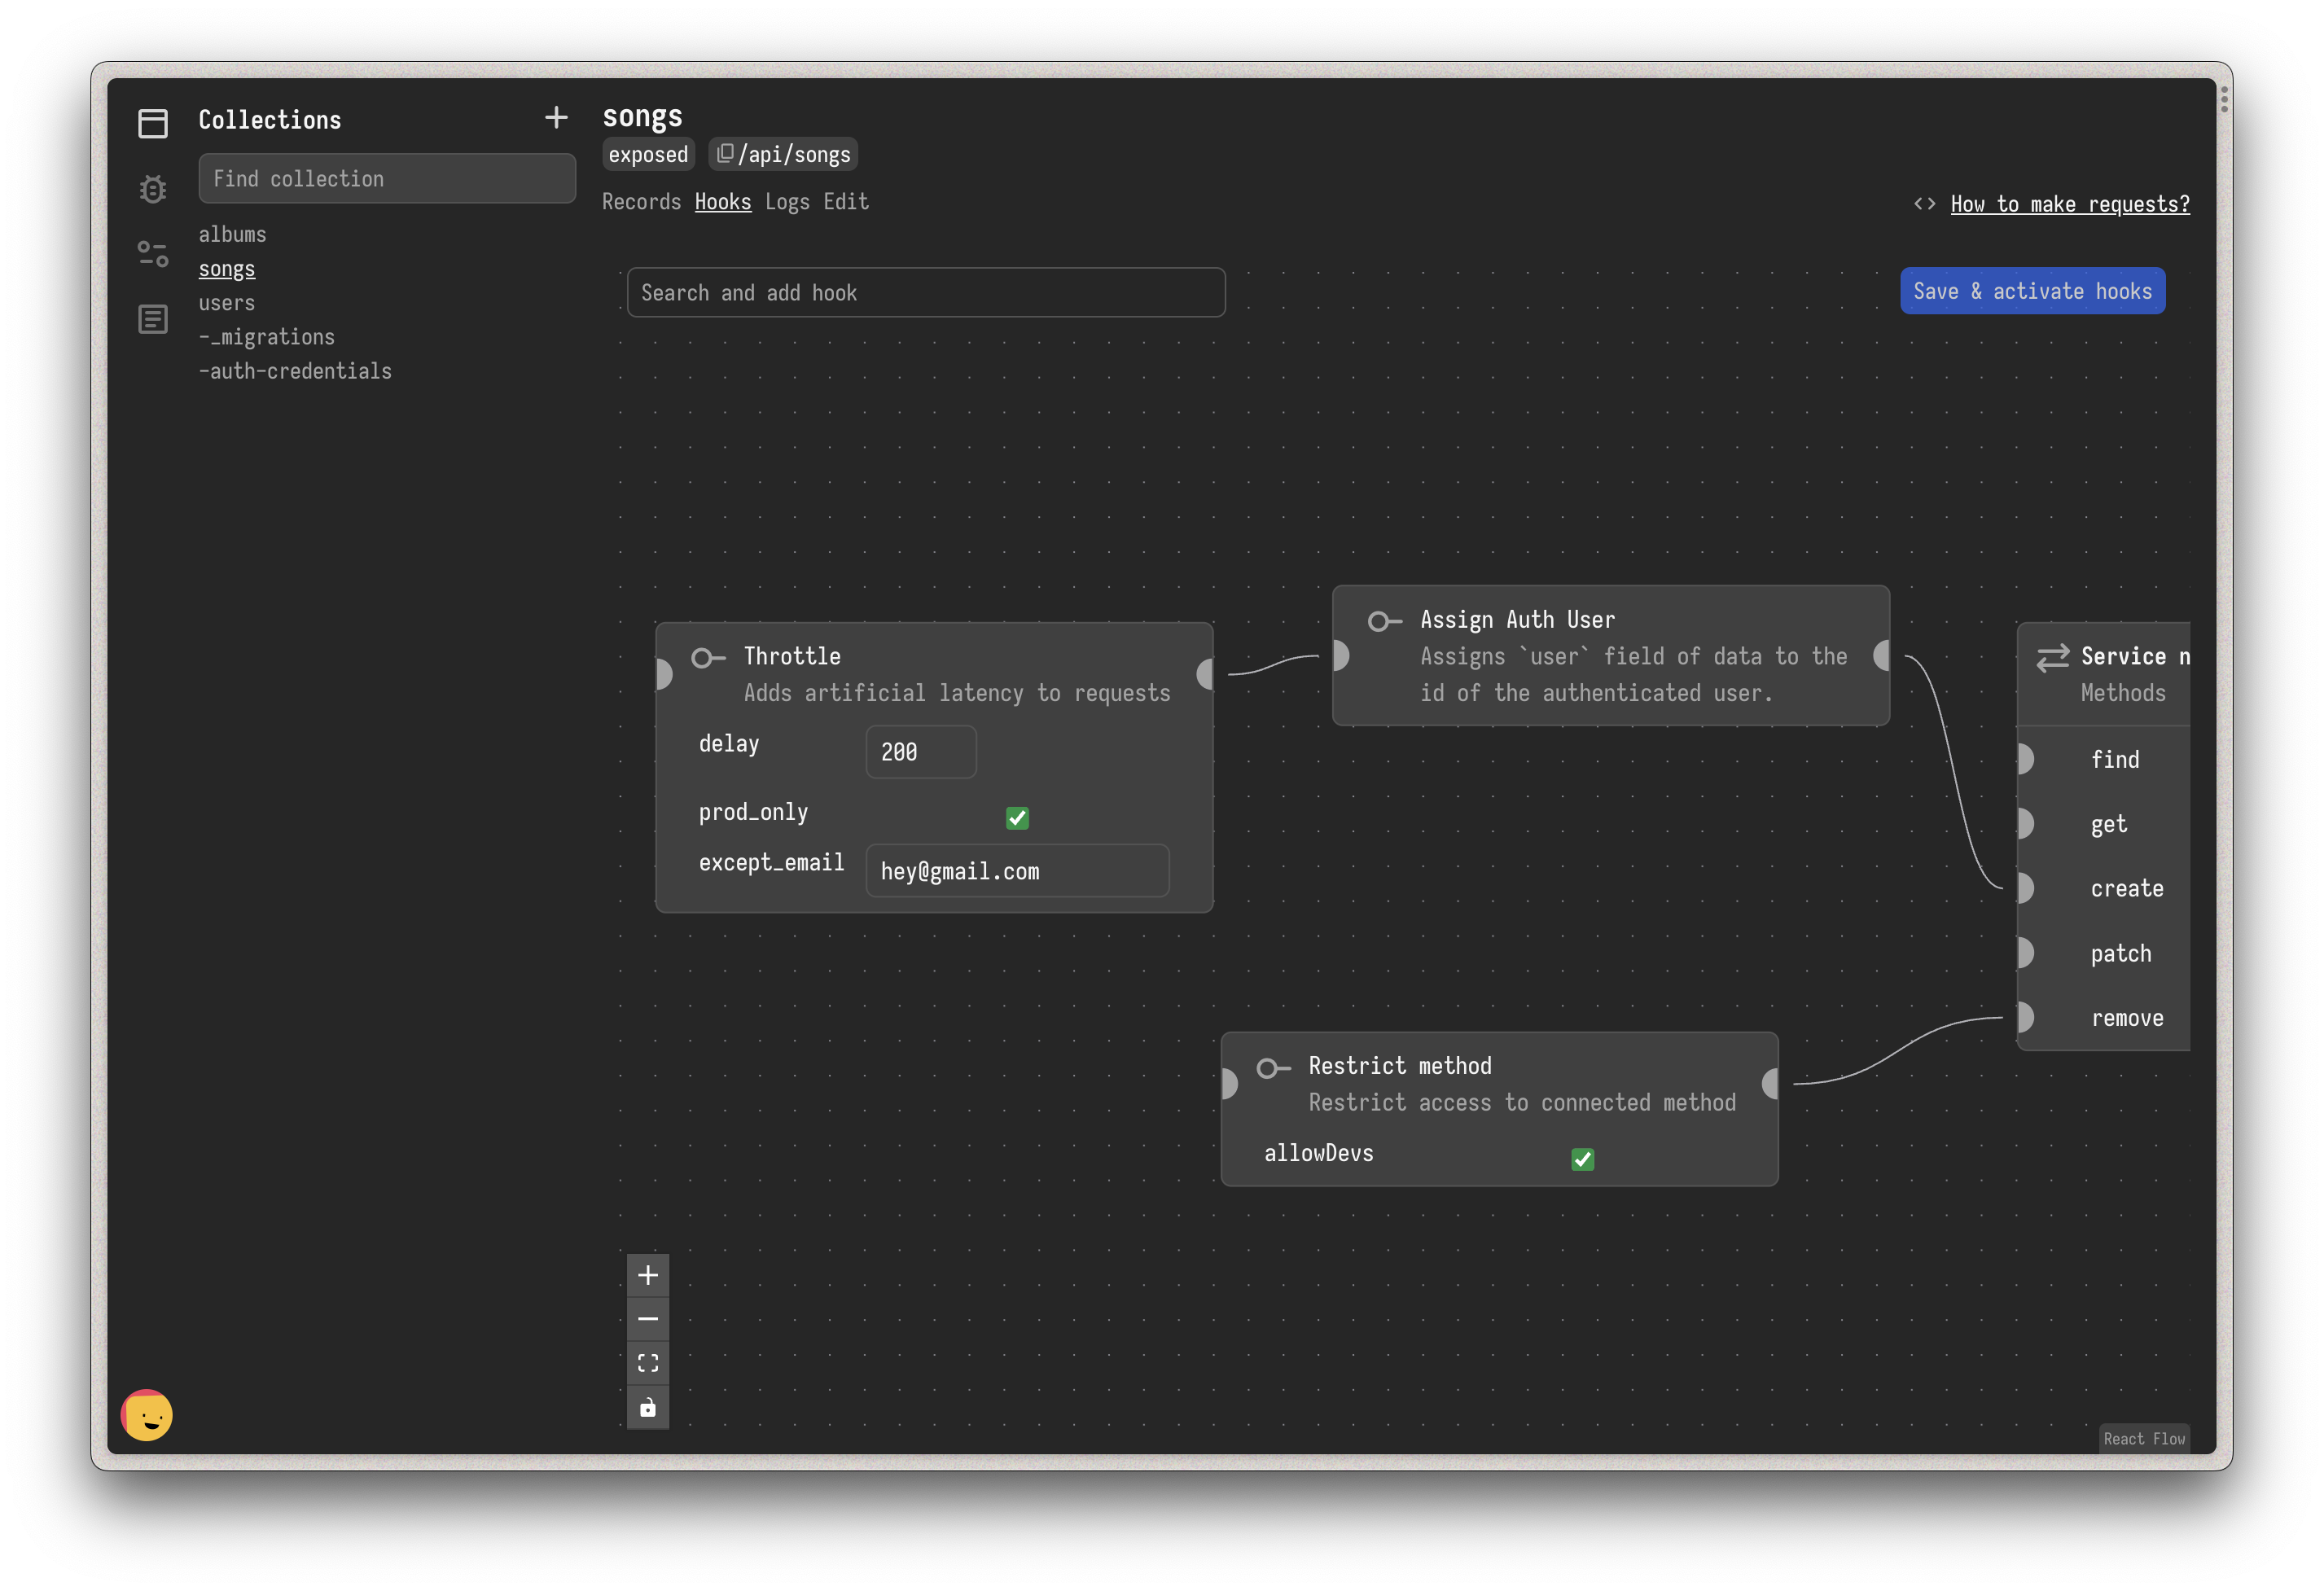 Collections
Find collection
albums
songs
users
-_migrations
-auth-credentials
songs
exposed
/api/songs
Records Hooks Logs Edit
<> How to make requests?
Search and add hook
Save & activate hooks
Throttle
Adds artificial latency to requests
delay
200
prod_only
except_email
hey@gmail.com
Assign Auth User
Assigns `user` field of data to the
id of the authenticated user.
Restrict method
Restrict access to connected method
allowDevs
Service n
Methods
find
get
create
patch
remove
React Flow